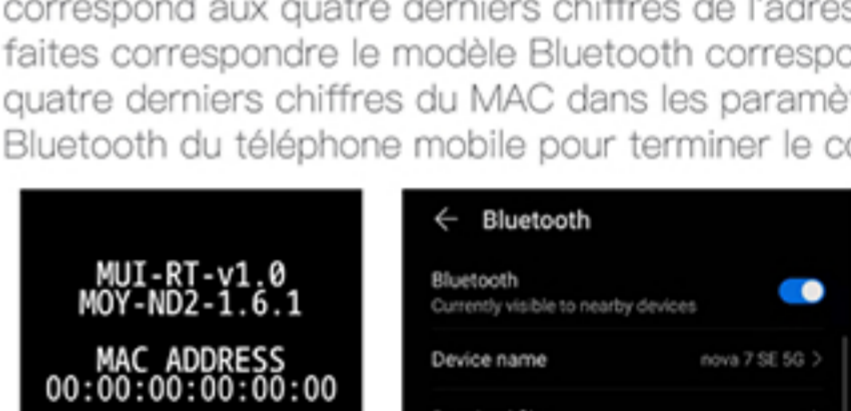 correspond aux quatre derniers chiffres de l'adres
faites correspondre le modèle Bluetooth correspo
quatre derniers chiffres du MAC dans les paramè
Bluetooth du téléphone mobile pour terminer le co
MUI-RT-v1.0
MOY-ND2-1.6.1
MAC ADDRESS
00:00:00:00:00:00
← Bluetooth
Bluetooth
Currently visible to nearby devices
Device name nova 7 SE 5G >